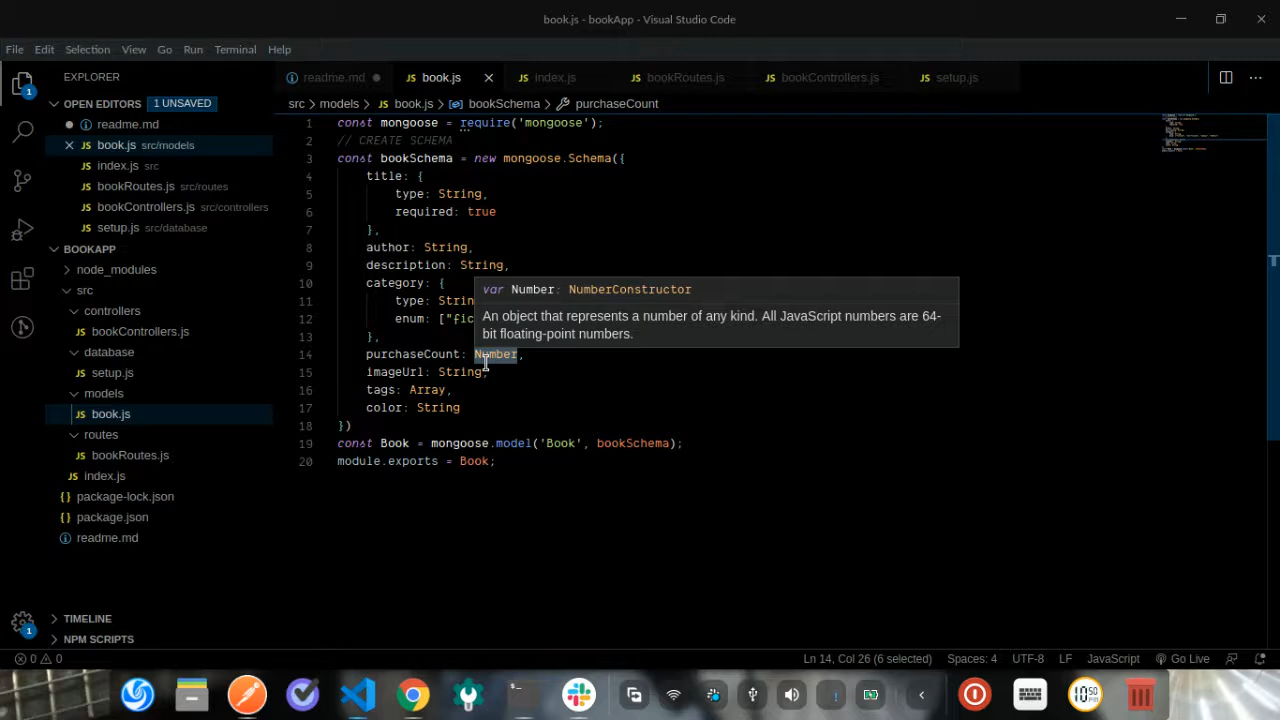 book.js - bookApp - Visual Studio Code
File Edit Selection View Go Run Terminal Help
EXPLORER
readme.md
book.js
index.js
bookRoutes.js
bookControllers.js
setup.js
OPEN EDITORS 1 UNSAVED
readme.md
book.js src/models
index.js src
bookRoutes.js src/routes
bookControllers.js src/controllers
setup.js src/database
BOOKAPP
node_modules
src
controllers
bookControllers.js
database
setup.js
models
book.js
routes
bookRoutes.js
index.js
package-lock.json
package.json
readme.md
TIMELINE
NPM SCRIPTS
src > models > JS book.js > bookSchema > purchaseCount
1 const mongoose = require('mongoose');
2 // CREATE SCHEMA
3 const bookSchema = new mongoose.Schema({
4 title: {
5 type: String,
6 required: true
7 },
8 author: String,
9 description: String,
10 category: {
11 type: Strin
12 enum: ["fic
13 },
14 purchaseCount: Number,
15 imageUrl: String,
16 tags: Array,
17 color: String
18 })
19 const Book = mongoose.model('Book', bookSchema);
20 module.exports = Book;
var Number: NumberConstructor
An object that represents a number of any kind. All JavaScript numbers are 64-
bit floating-point numbers.
0 0 Ln 14, Col 26 (6 selected) Spaces: 4 UTF-8 LF JavaScript Go Live